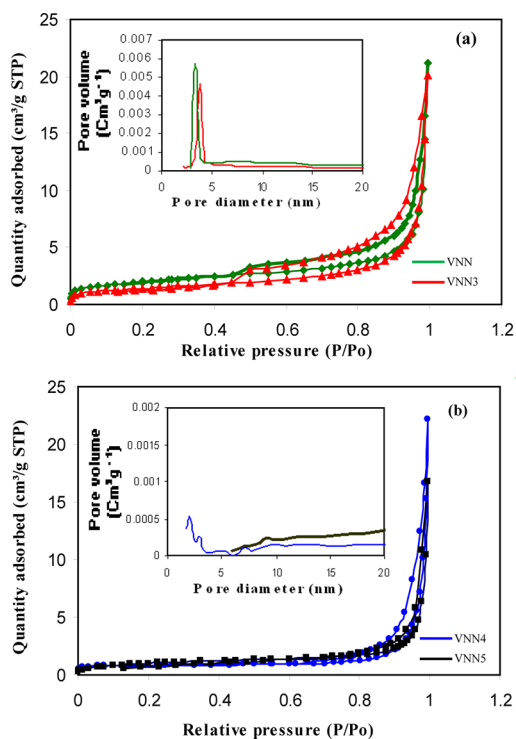 (a)
Quantity adsorbed (cm³/g STP)
25
20
15
10
5
0
0 0.2 0.4 0.6 0.8 1 1.2
Relative pressure (P/Po)
Pore volume
(Cm³g⁻¹)
0.007
0.006
0.005
0.004
0.003
0.002
0.001
0
0 5 10 15 20
Pore diameter (nm)
VNN
VNN3
(b)
Quantity adsorbed (cm³/g STP)
25
20
15
10
5
0
0 0.2 0.4 0.6 0.8 1 1.2
Relative pressure (P/Po)
Pore volume
(Cm³g⁻¹)
0.002
0.0015
0.001
0.0005
0
0 5 10 15 20
Pore diameter (nm)
VNN4
VNN5